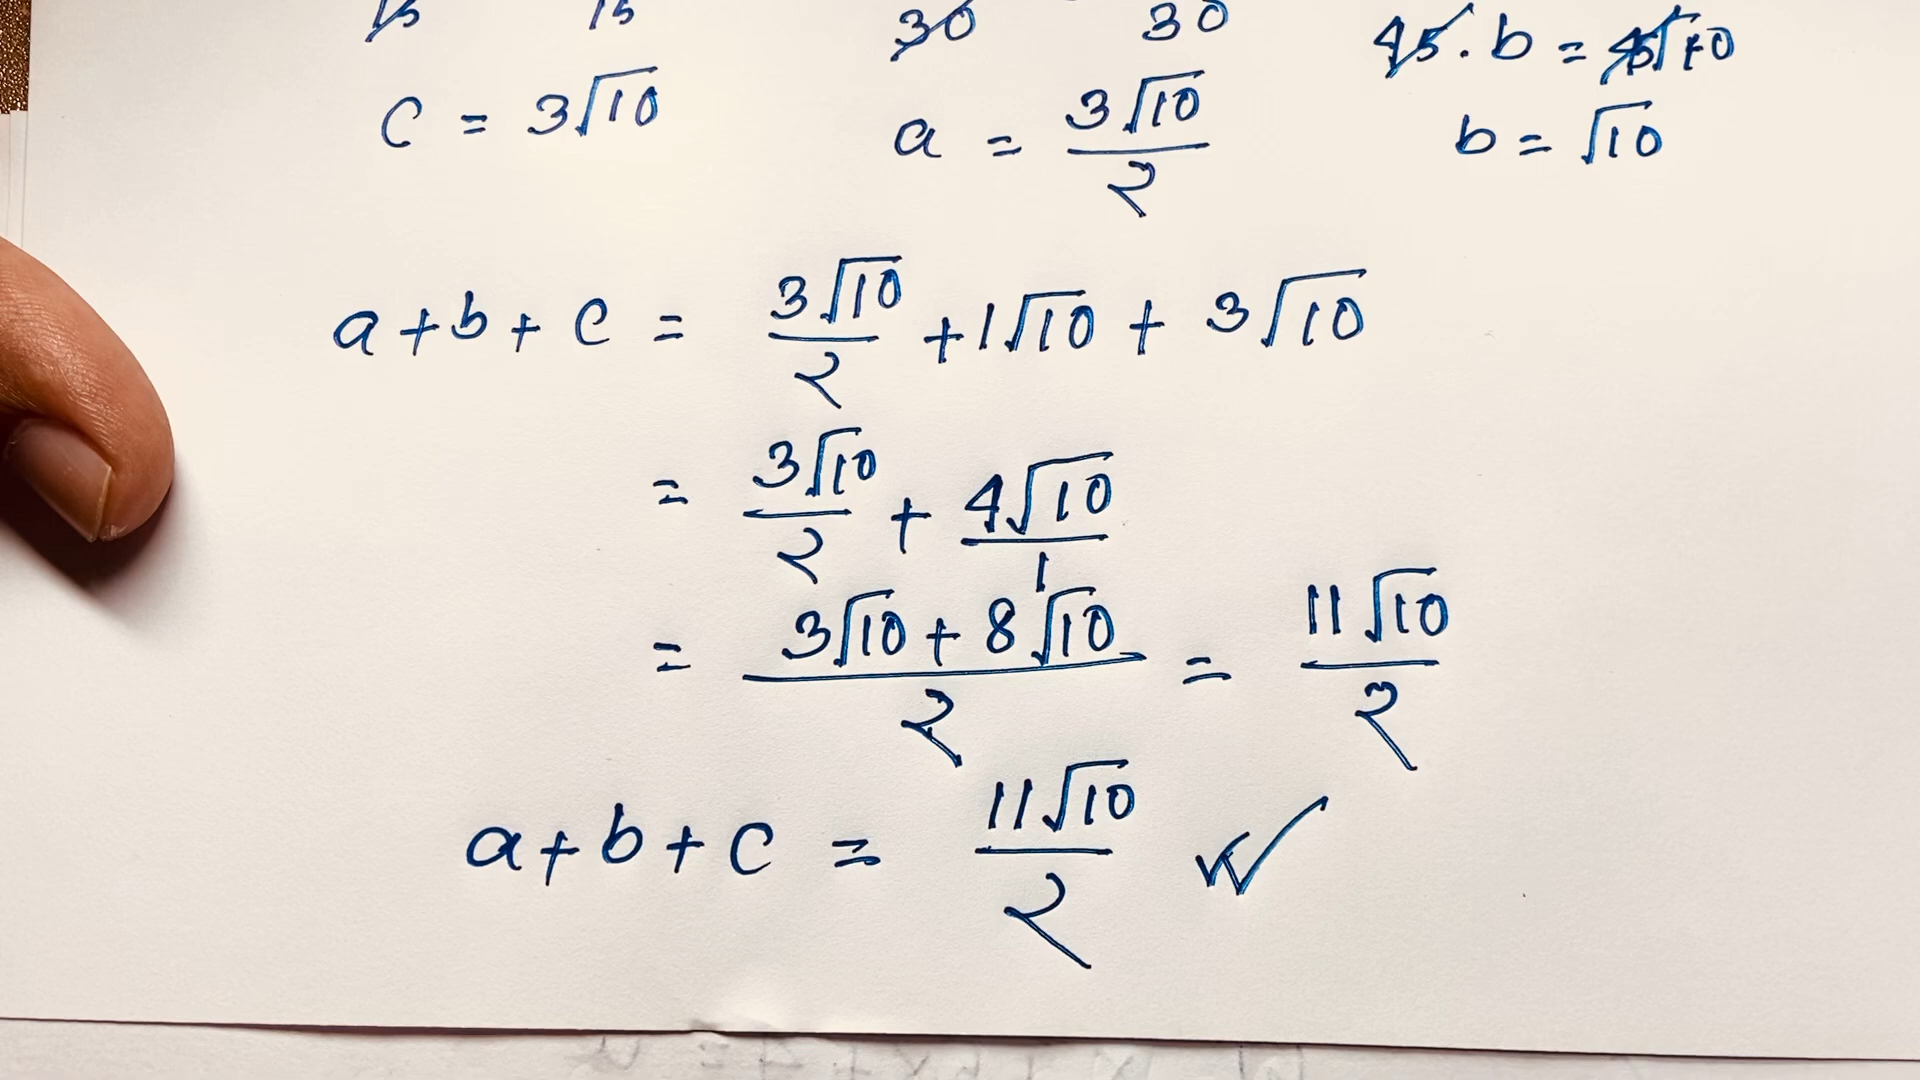 15 15 30 30 45 . b = 45√10
c = 3√10 a = 3√10/2 b = √10
a + b + c = 3√10/2 + 1√10 + 3√10
= 3√10/2 + 4√10/1
= (3√10 + 8√10)/2 = 11√10/2
a + b + c = 11√10/2 ✓